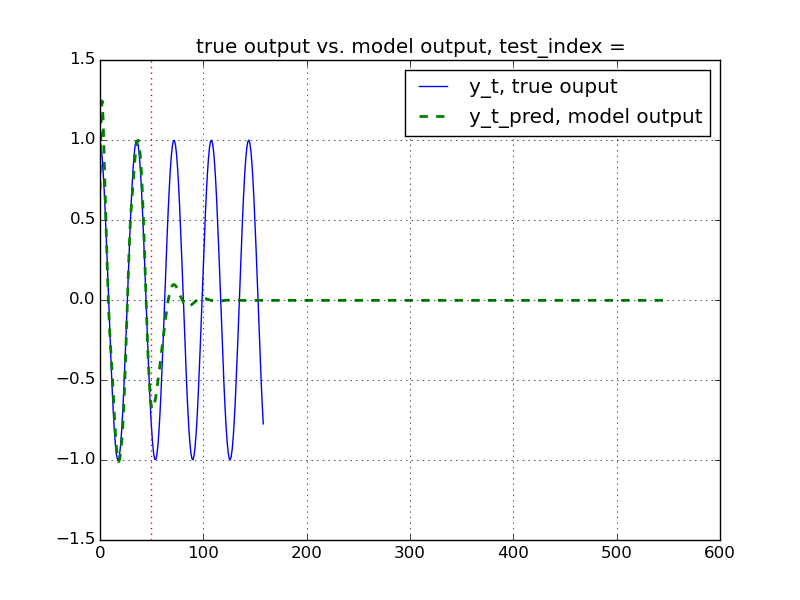 true output vs. model output, test_index =
y_t, true ouput
y_t_pred, model output
1.5
1.0
0.5
0.0
−0.5
−1.0
−1.5
0 100 200 300 400 500 600